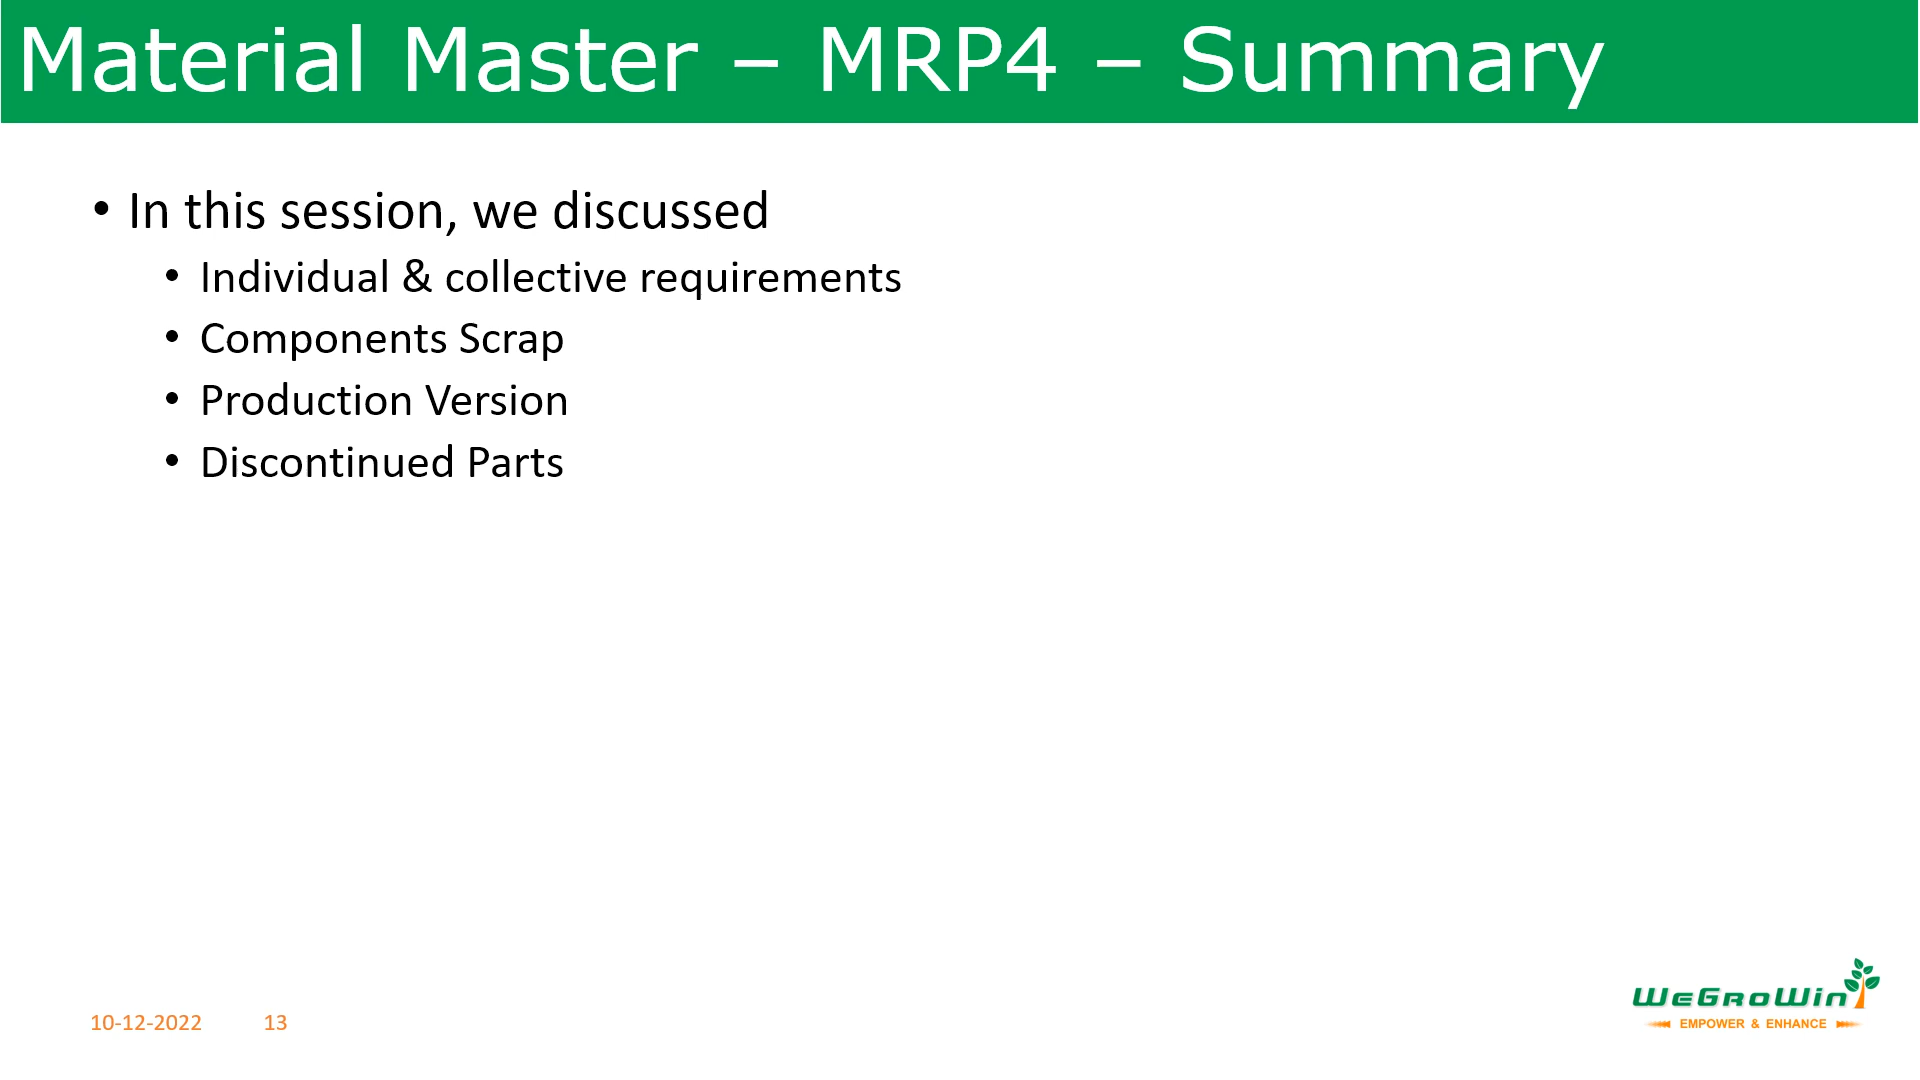 Material Master – MRP4 – Summary
• In this session, we discussed
• Individual & collective requirements
• Components Scrap
• Production Version
• Discontinued Parts
10-12-2022 13
WeGroWin
EMPOWER & ENHANCE